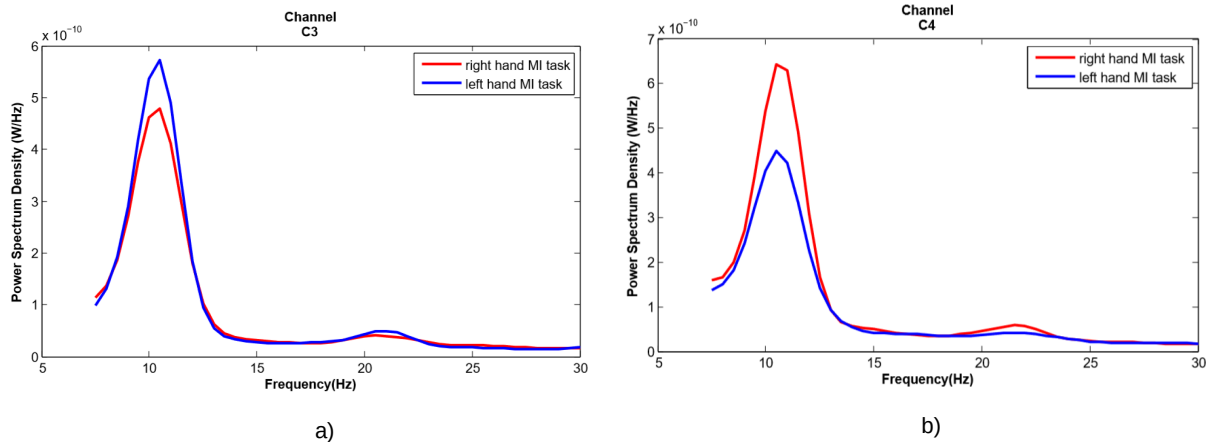 Channel
C3
x 10⁻¹⁰
6
5
4
3
2
1
0
5
10
15
20
25
30
Power Spectrum Density (W/Hz)
Frequency(Hz)
right hand MI task
left hand MI task
a)
Channel
C4
x 10⁻¹⁰
7
6
5
4
3
2
1
0
5
10
15
20
25
30
Power Spectrum Density (W/Hz)
Frequency(Hz)
right hand MI task
left hand MI task
b)